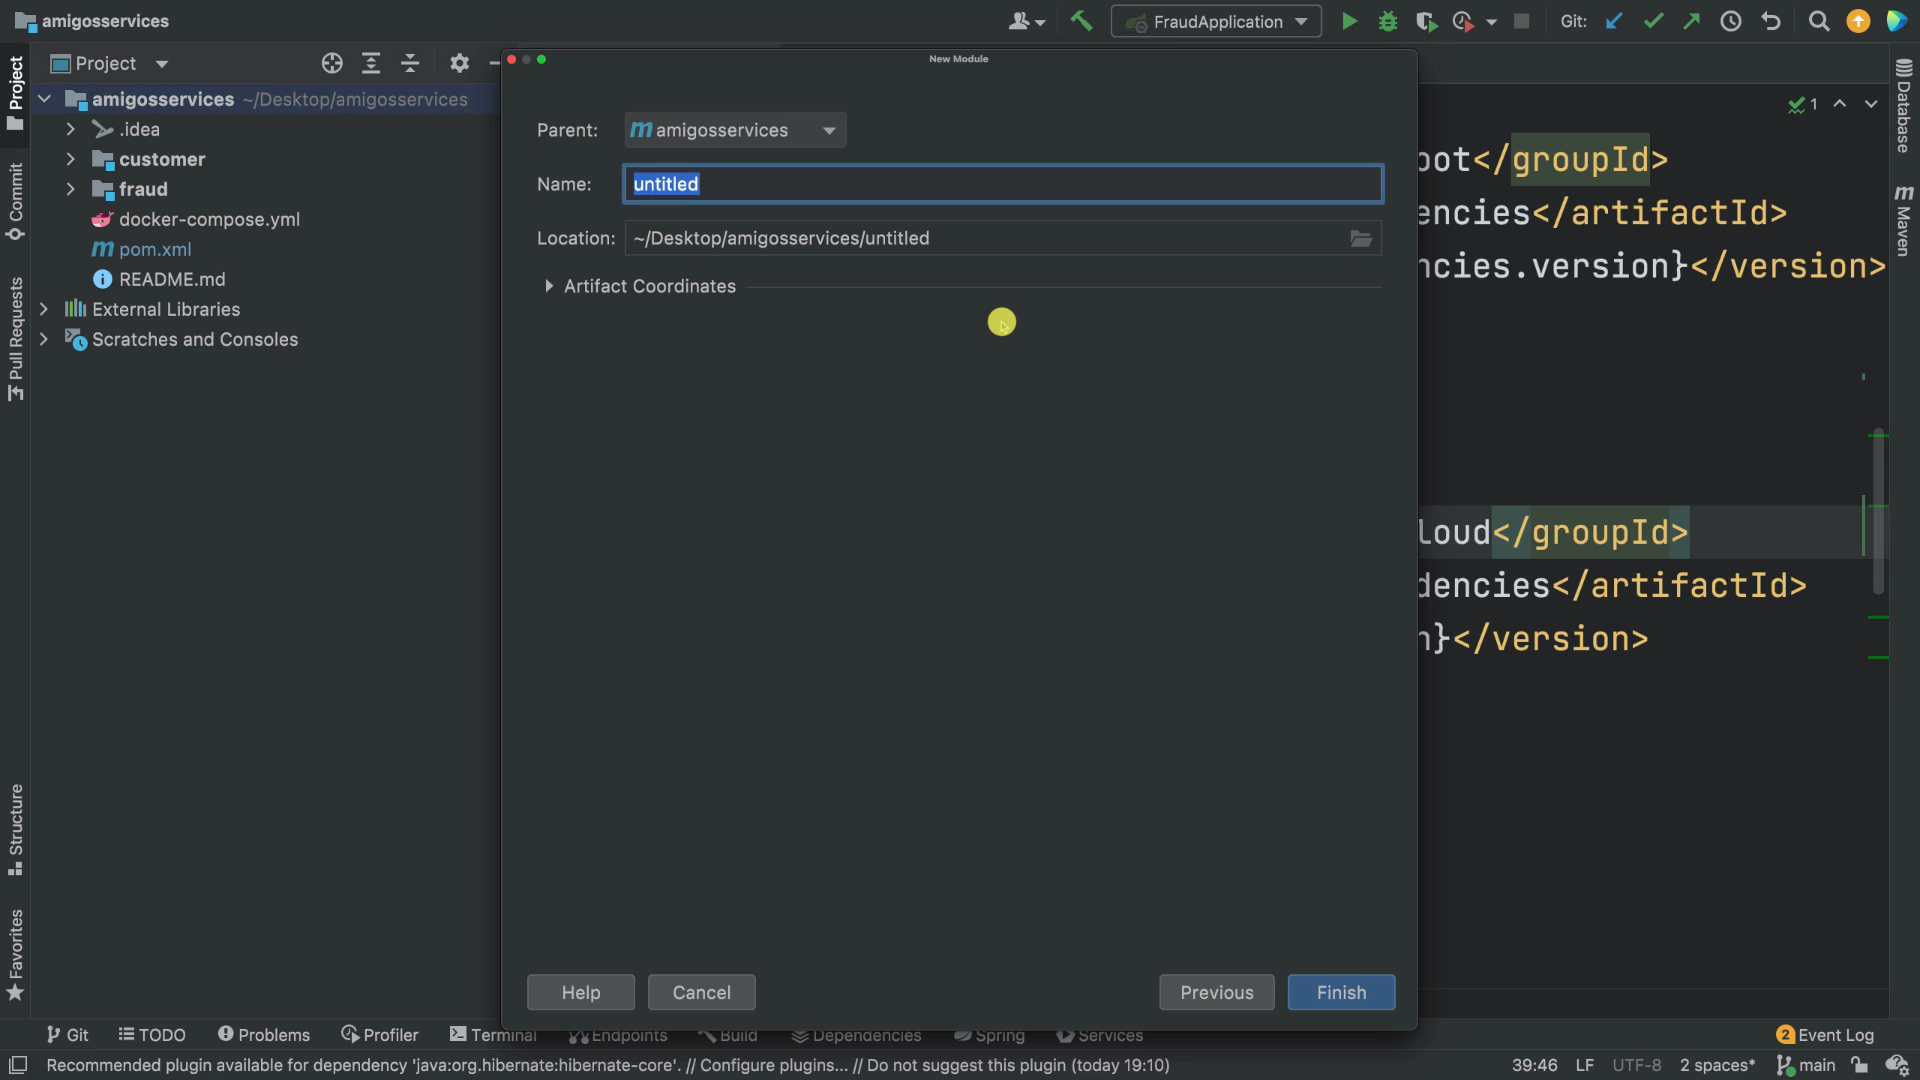 amigosservices
FraudApplication
Git:
Project
New Module
Project
Commit
Pull Requests
Structure
Favorites
amigosservices ~/Desktop/amigosservices
.idea
customer
fraud
docker-compose.yml
pom.xml
README.md
External Libraries
Scratches and Consoles
Parent: amigosservices
Name: untitled
Location: ~/Desktop/amigosservices/untitled
Artifact Coordinates
Help
Cancel
Previous
Finish
1
oot</groupId>
encies</artifactId>
ncies.version}</version>
loud</groupId>
dencies</artifactId>
}</version>
Database
Maven
Git
TODO
Problems
Profiler
Terminal
Endpoints
Build
Dependencies
Spring
Services
2 Event Log
Recommended plugin available for dependency 'java:org.hibernate:hibernate-core'. // Configure plugins... // Do not suggest this plugin (today 19:10)
39:46 LF UTF-8 2 spaces* main